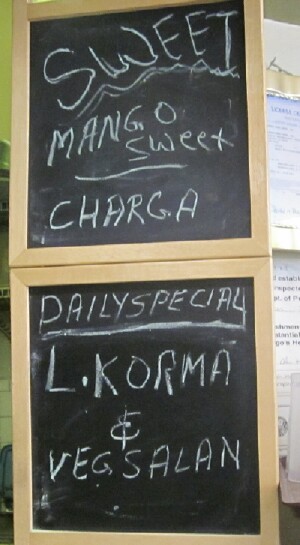 SWEET
MANGO
sweet
CHARGA
DAILYSPECIAL
L.KORMA
&
VEG.SALAN